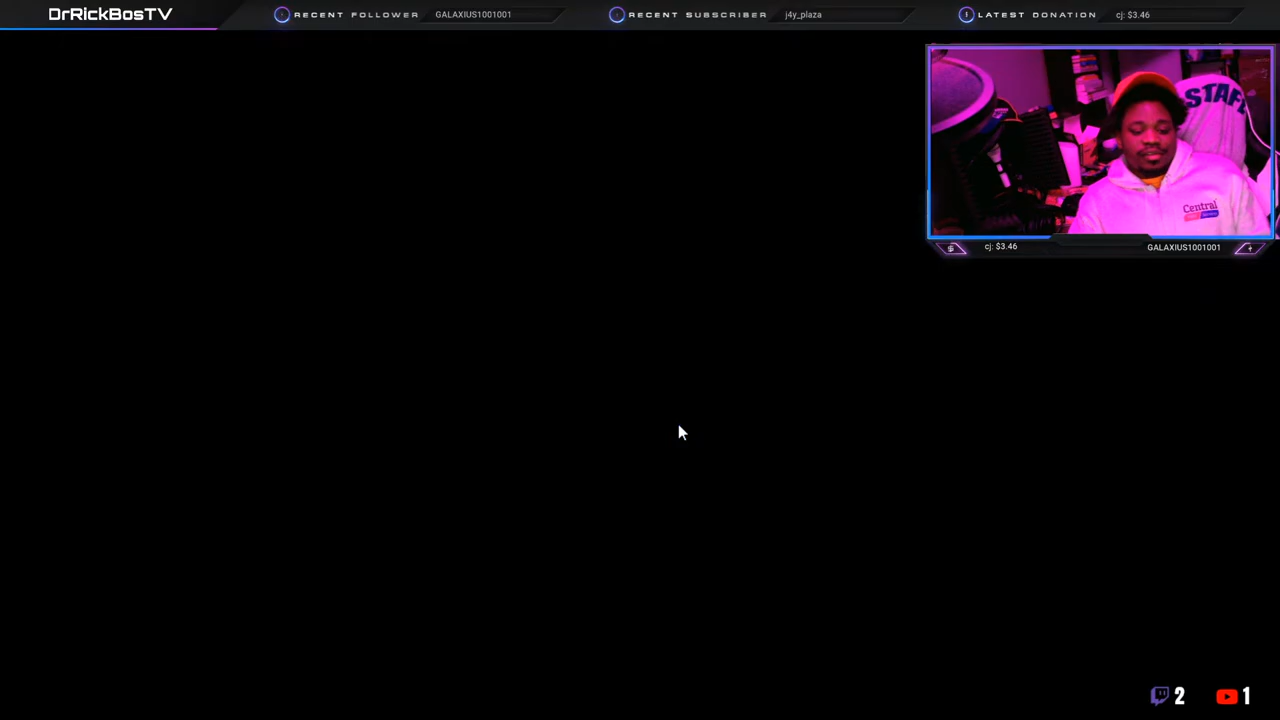 DrRickBosTV
RECENT FOLLOWER GALAXIUS1001001
RECENT SUBSCRIBER j4y_plaza
$ LATEST DONATION cj: $3.46
STAFF
Central
$ cj: $3.46
GALAXIUS1001001 +
2
1